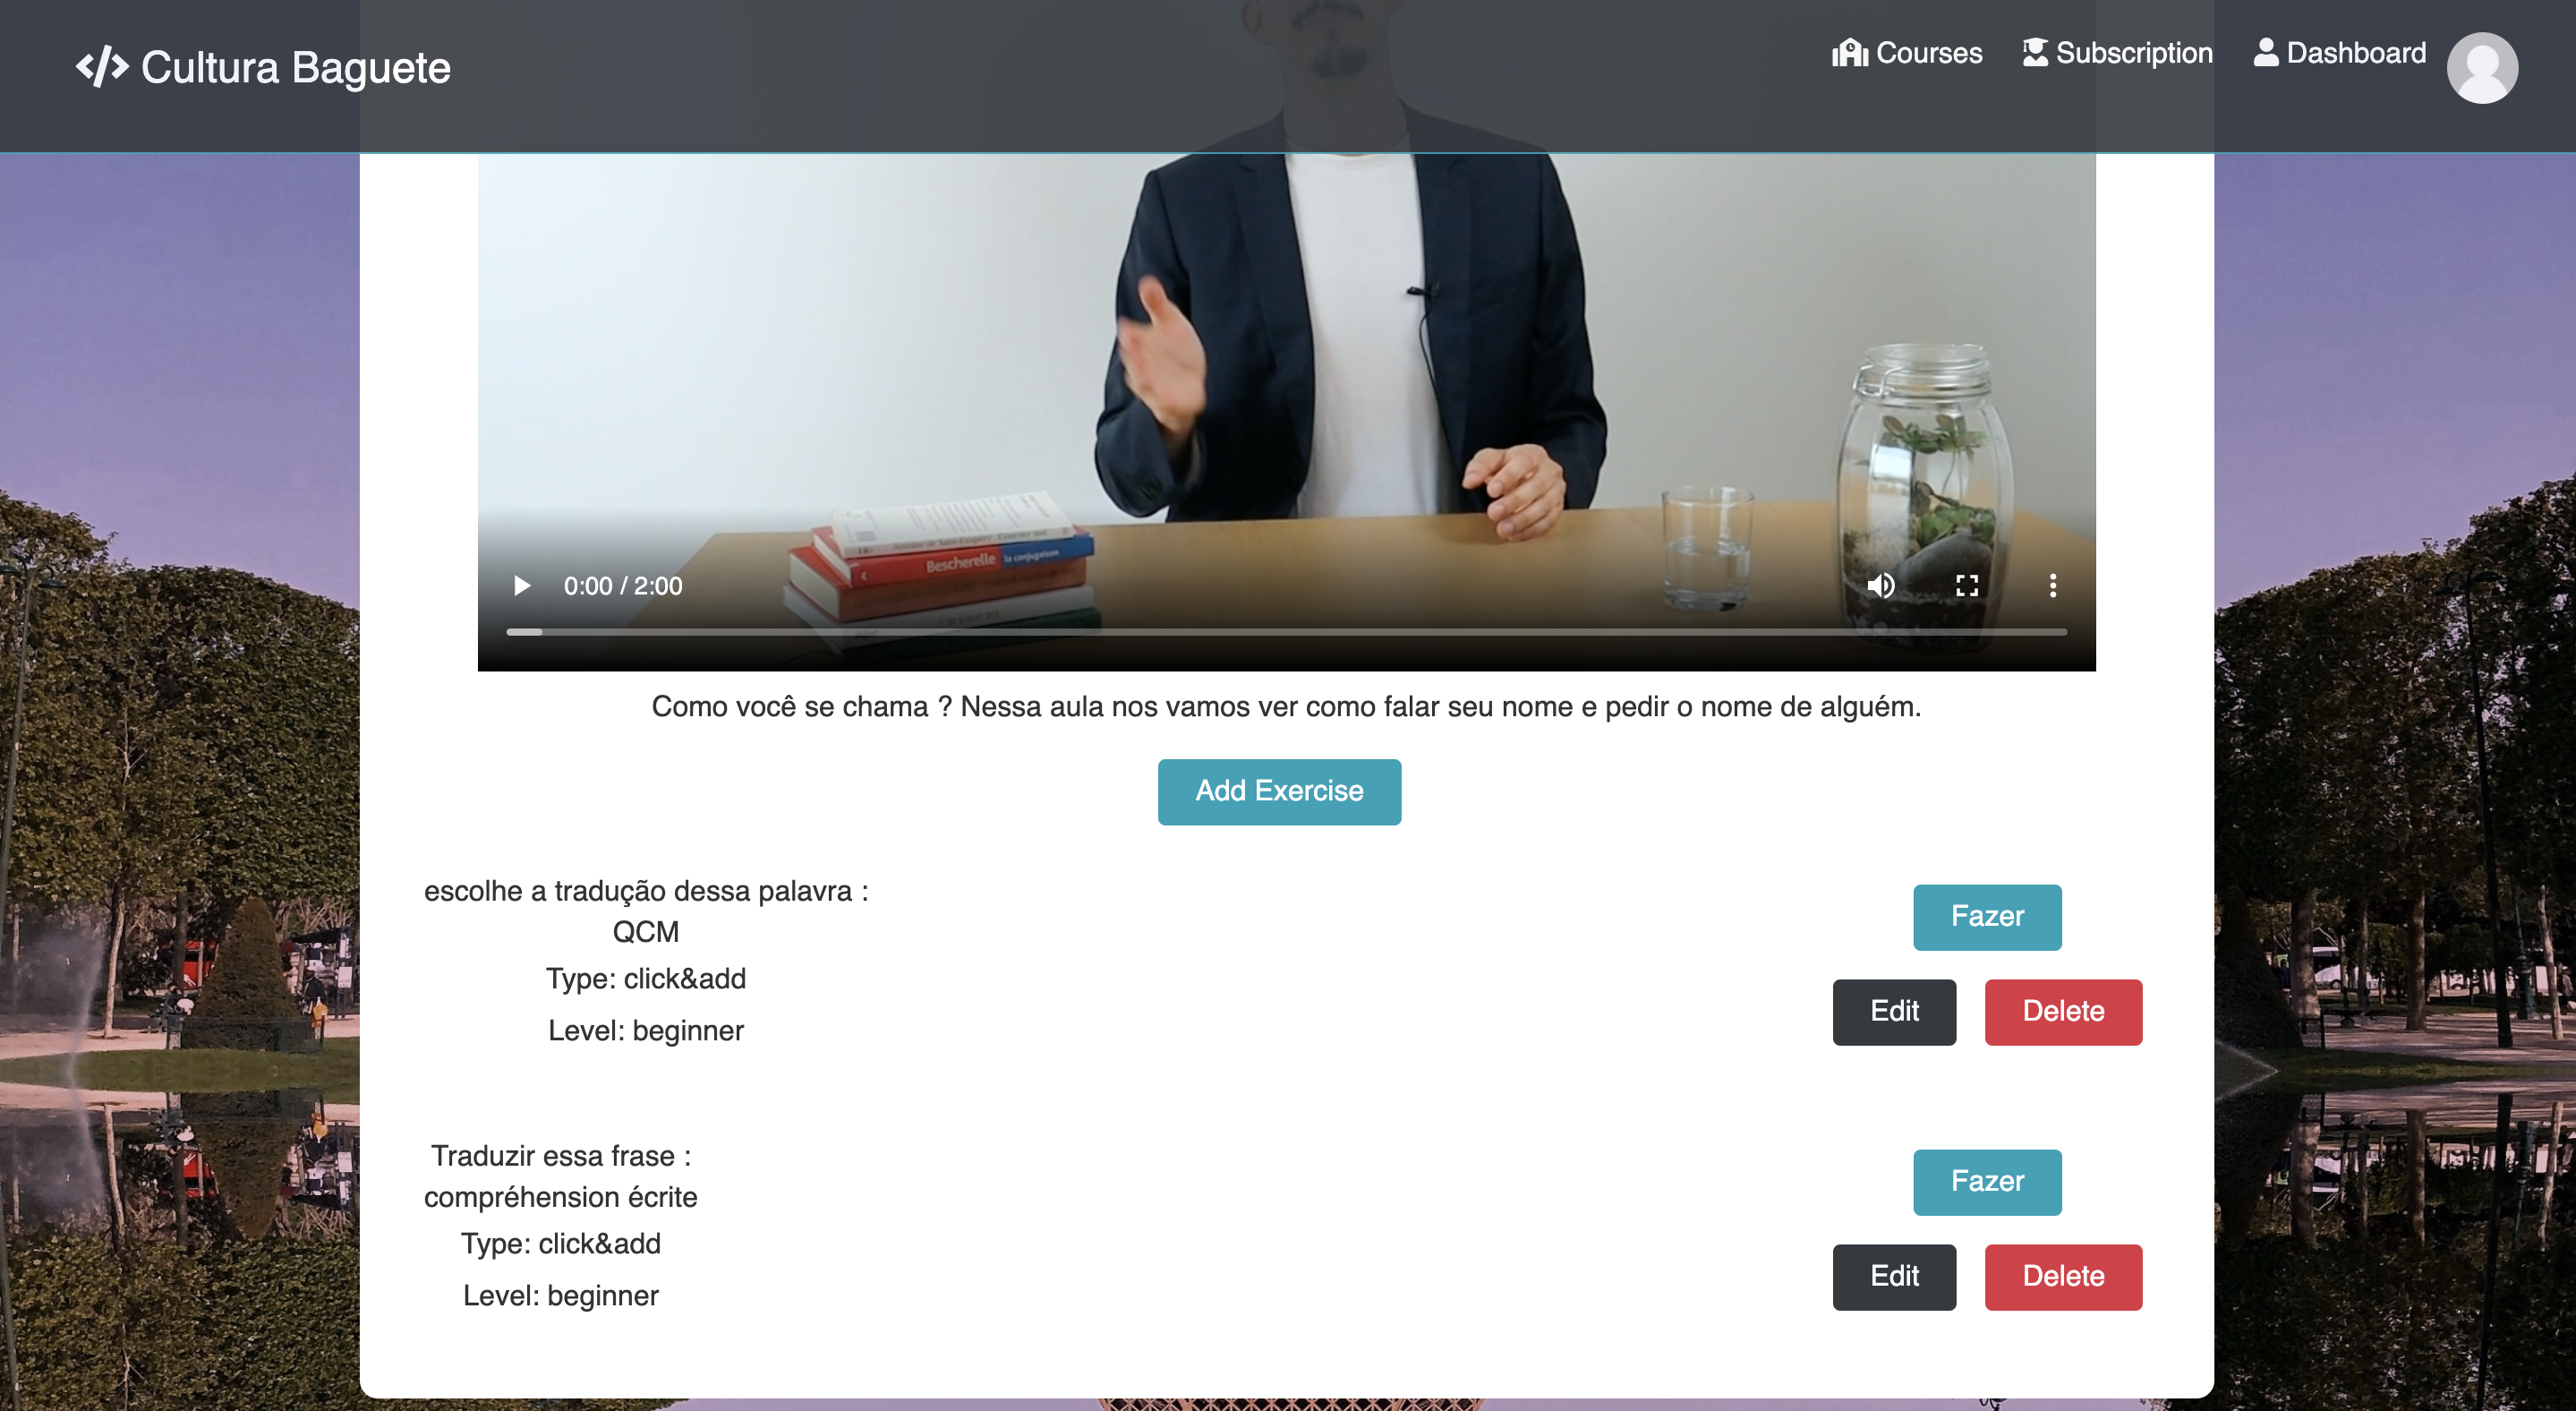 Cultura Baguete
Courses
Subscription
Dashboard
Bescherelle la conjugaison
0:00 / 2:00
Como você se chama ? Nessa aula nos vamos ver como falar seu nome e pedir o nome de alguém.
Add Exercise
escolhe a tradução dessa palavra :
QCM
Type: click&add
Level: beginner
Fazer
Edit
Delete
Traduzir essa frase :
compréhension écrite
Type: click&add
Level: beginner
Fazer
Edit
Delete